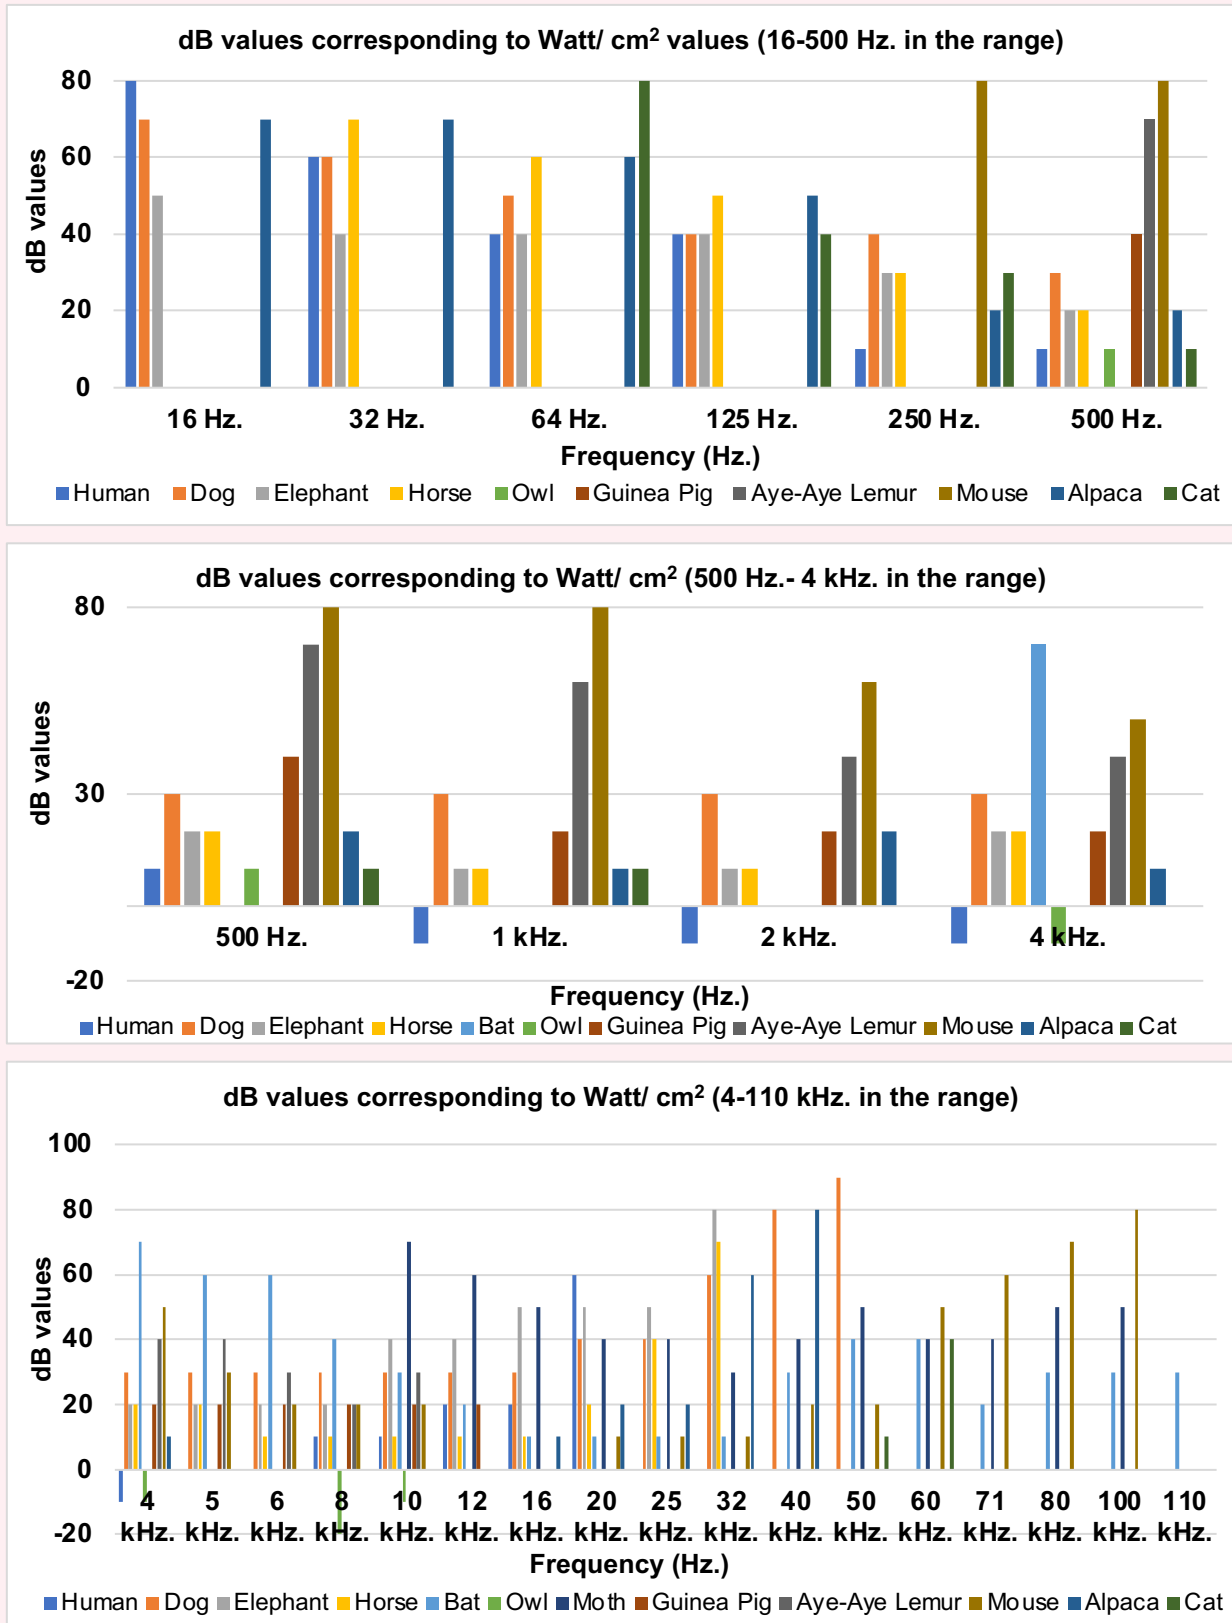 dB values corresponding to Watt/ cm² values (16-500 Hz. in the range)
80
60
40
20
0
dB values
16 Hz. 32 Hz. 64 Hz. 125 Hz. 250 Hz. 500 Hz.
Frequency (Hz.)
Human Dog Elephant Horse Owl Guinea Pig Aye-Aye Lemur Mouse Alpaca Cat
dB values corresponding to Watt/ cm² (500 Hz.- 4 kHz. in the range)
80
30
-20
dB values
500 Hz. 1 kHz. 2 kHz. 4 kHz.
Frequency (Hz.)
Human Dog Elephant Horse Bat Owl Guinea Pig Aye-Aye Lemur Mouse Alpaca Cat
dB values corresponding to Watt/ cm² (4-110 kHz. in the range)
100
80
60
40
20
0
-20
dB values
4 5 6 8 10 12 16 20 25 32 40 50 60 71 80 100 110
kHz. kHz. kHz. kHz. kHz. kHz. kHz. kHz. kHz. kHz. kHz. kHz. kHz. kHz. kHz. kHz. kHz.
Frequency (Hz.)
Human Dog Elephant Horse Bat Owl Moth Guinea Pig Aye-Aye Lemur Mouse Alpaca Cat